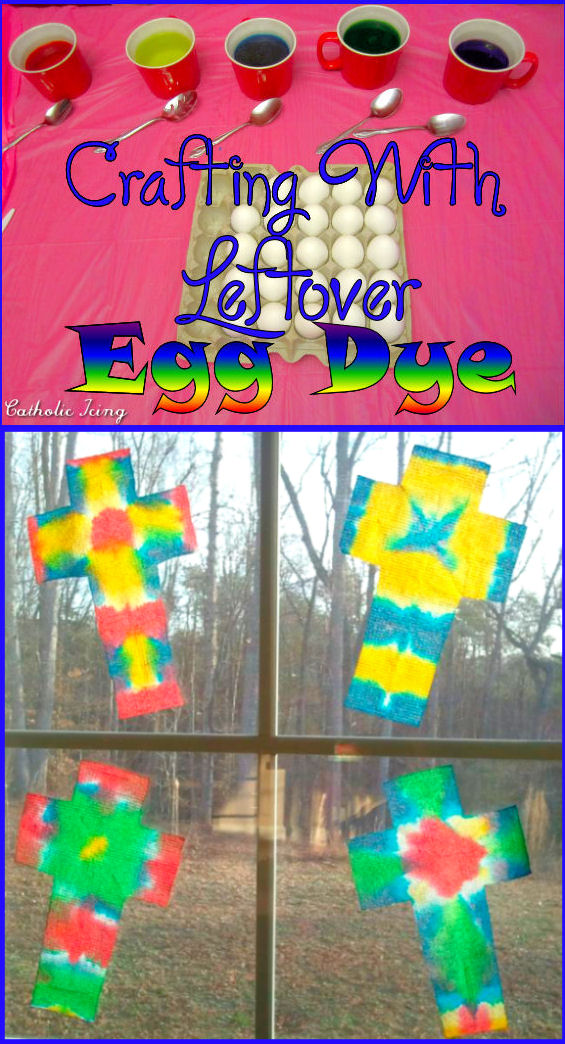 Crafting With
Leftover
Egg Dye
Catholic Icing